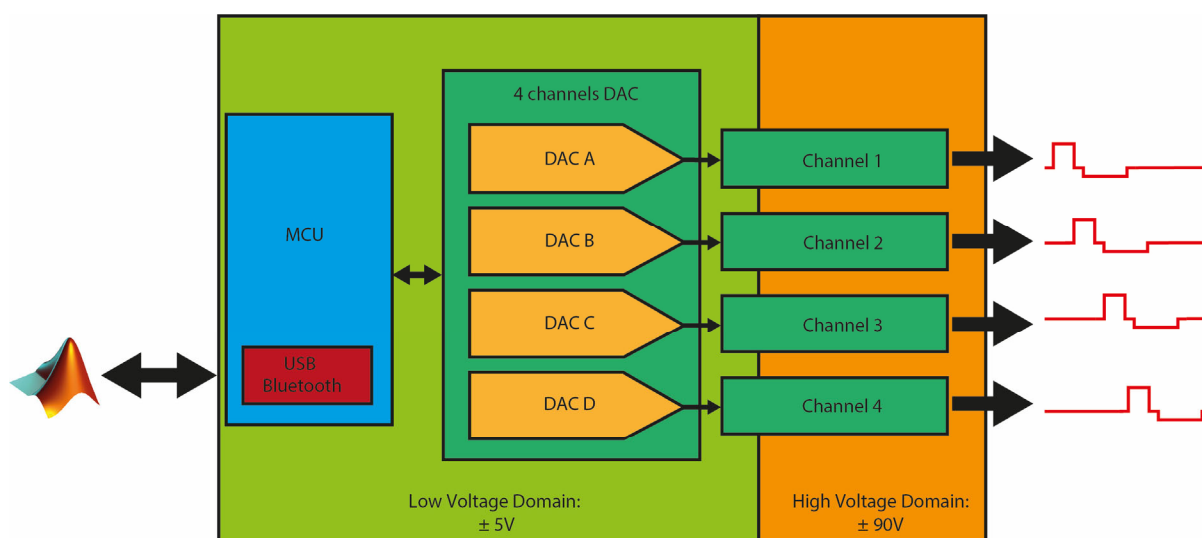 4 channels DAC
DAC A
Channel 1
MCU
DAC B
Channel 2
DAC C
Channel 3
USB
Bluetooth
DAC D
Channel 4
Low Voltage Domain:
± 5V
High Voltage Domain:
± 90V